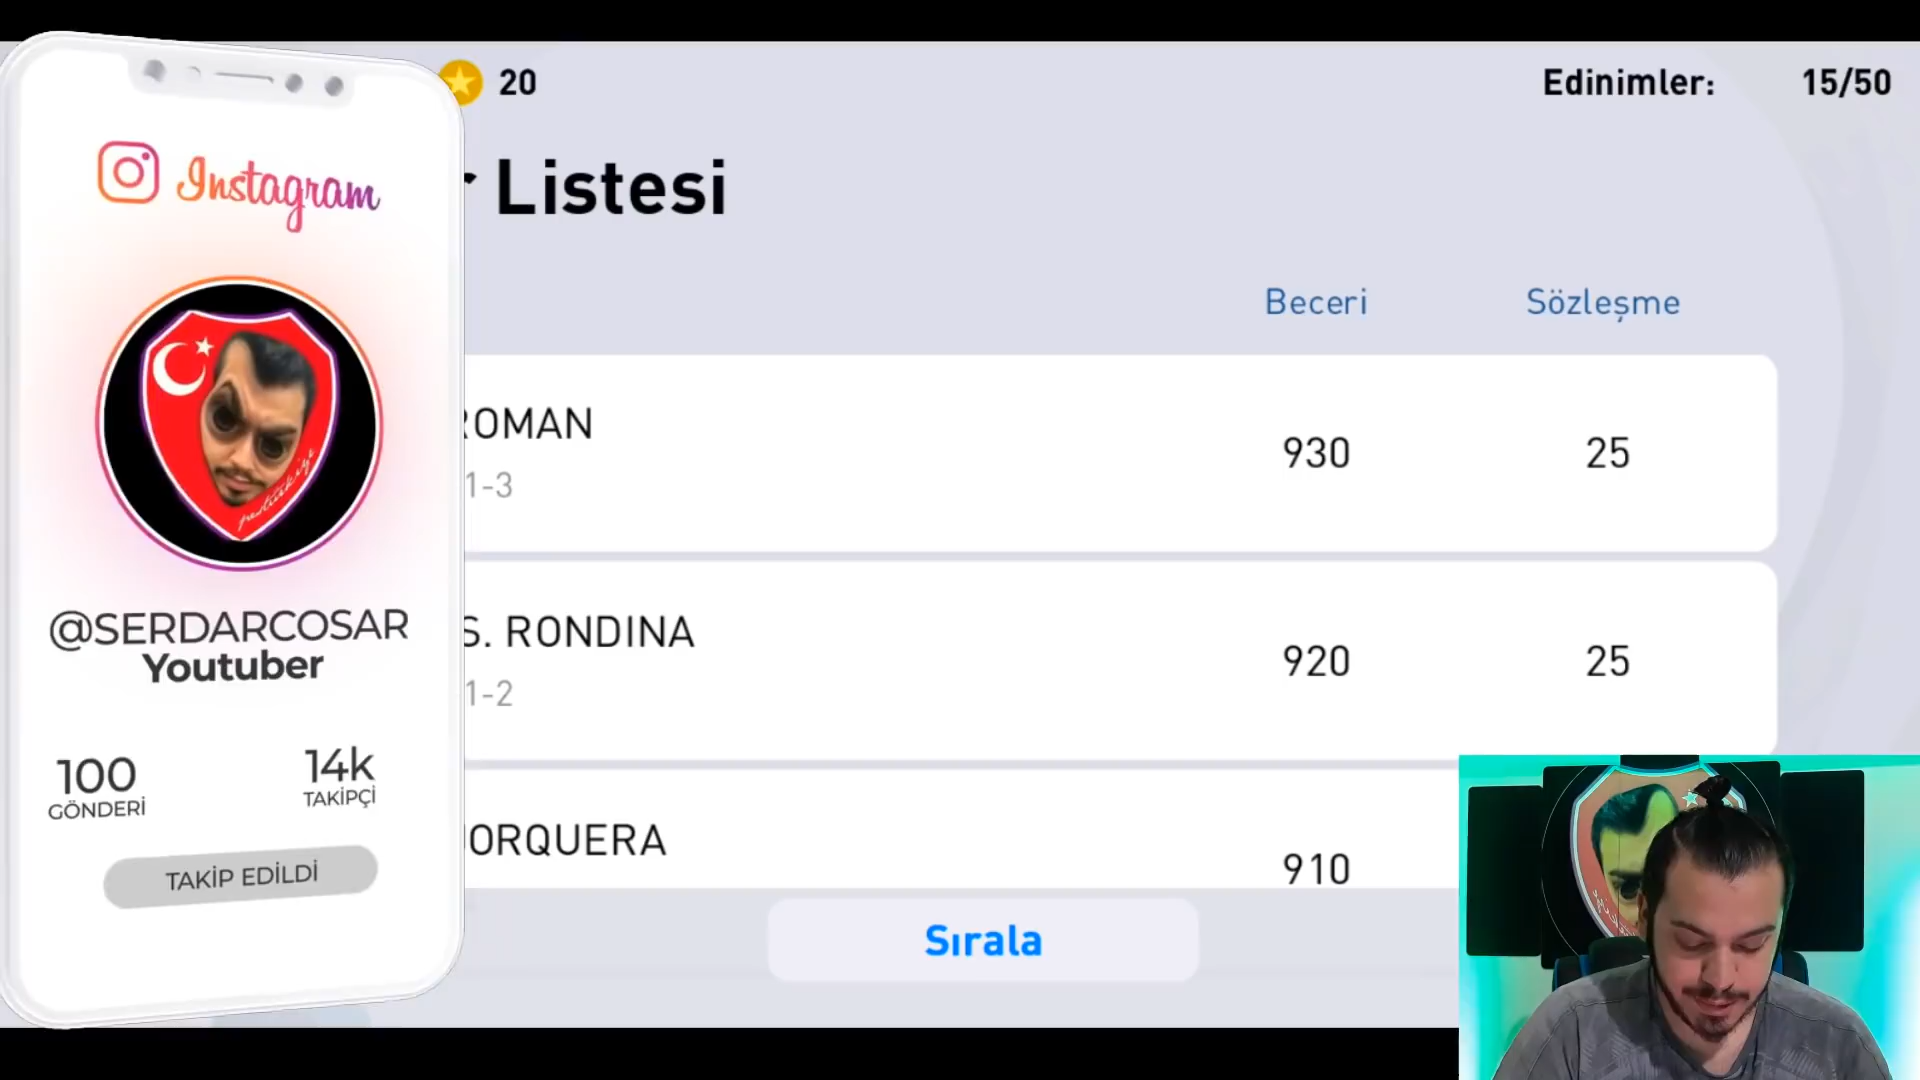 20
Edinimler: 15/50
Instagram
Listesi
Beceri
Sözleşme
ROMAN
930
25
1-3
S. RONDINA
920
25
1-2
ORQUERA
910
Sırala
@SERDARCOSAR
Youtuber
100
GÖNDERİ
14k
TAKİPÇİ
TAKİP EDİLDİ